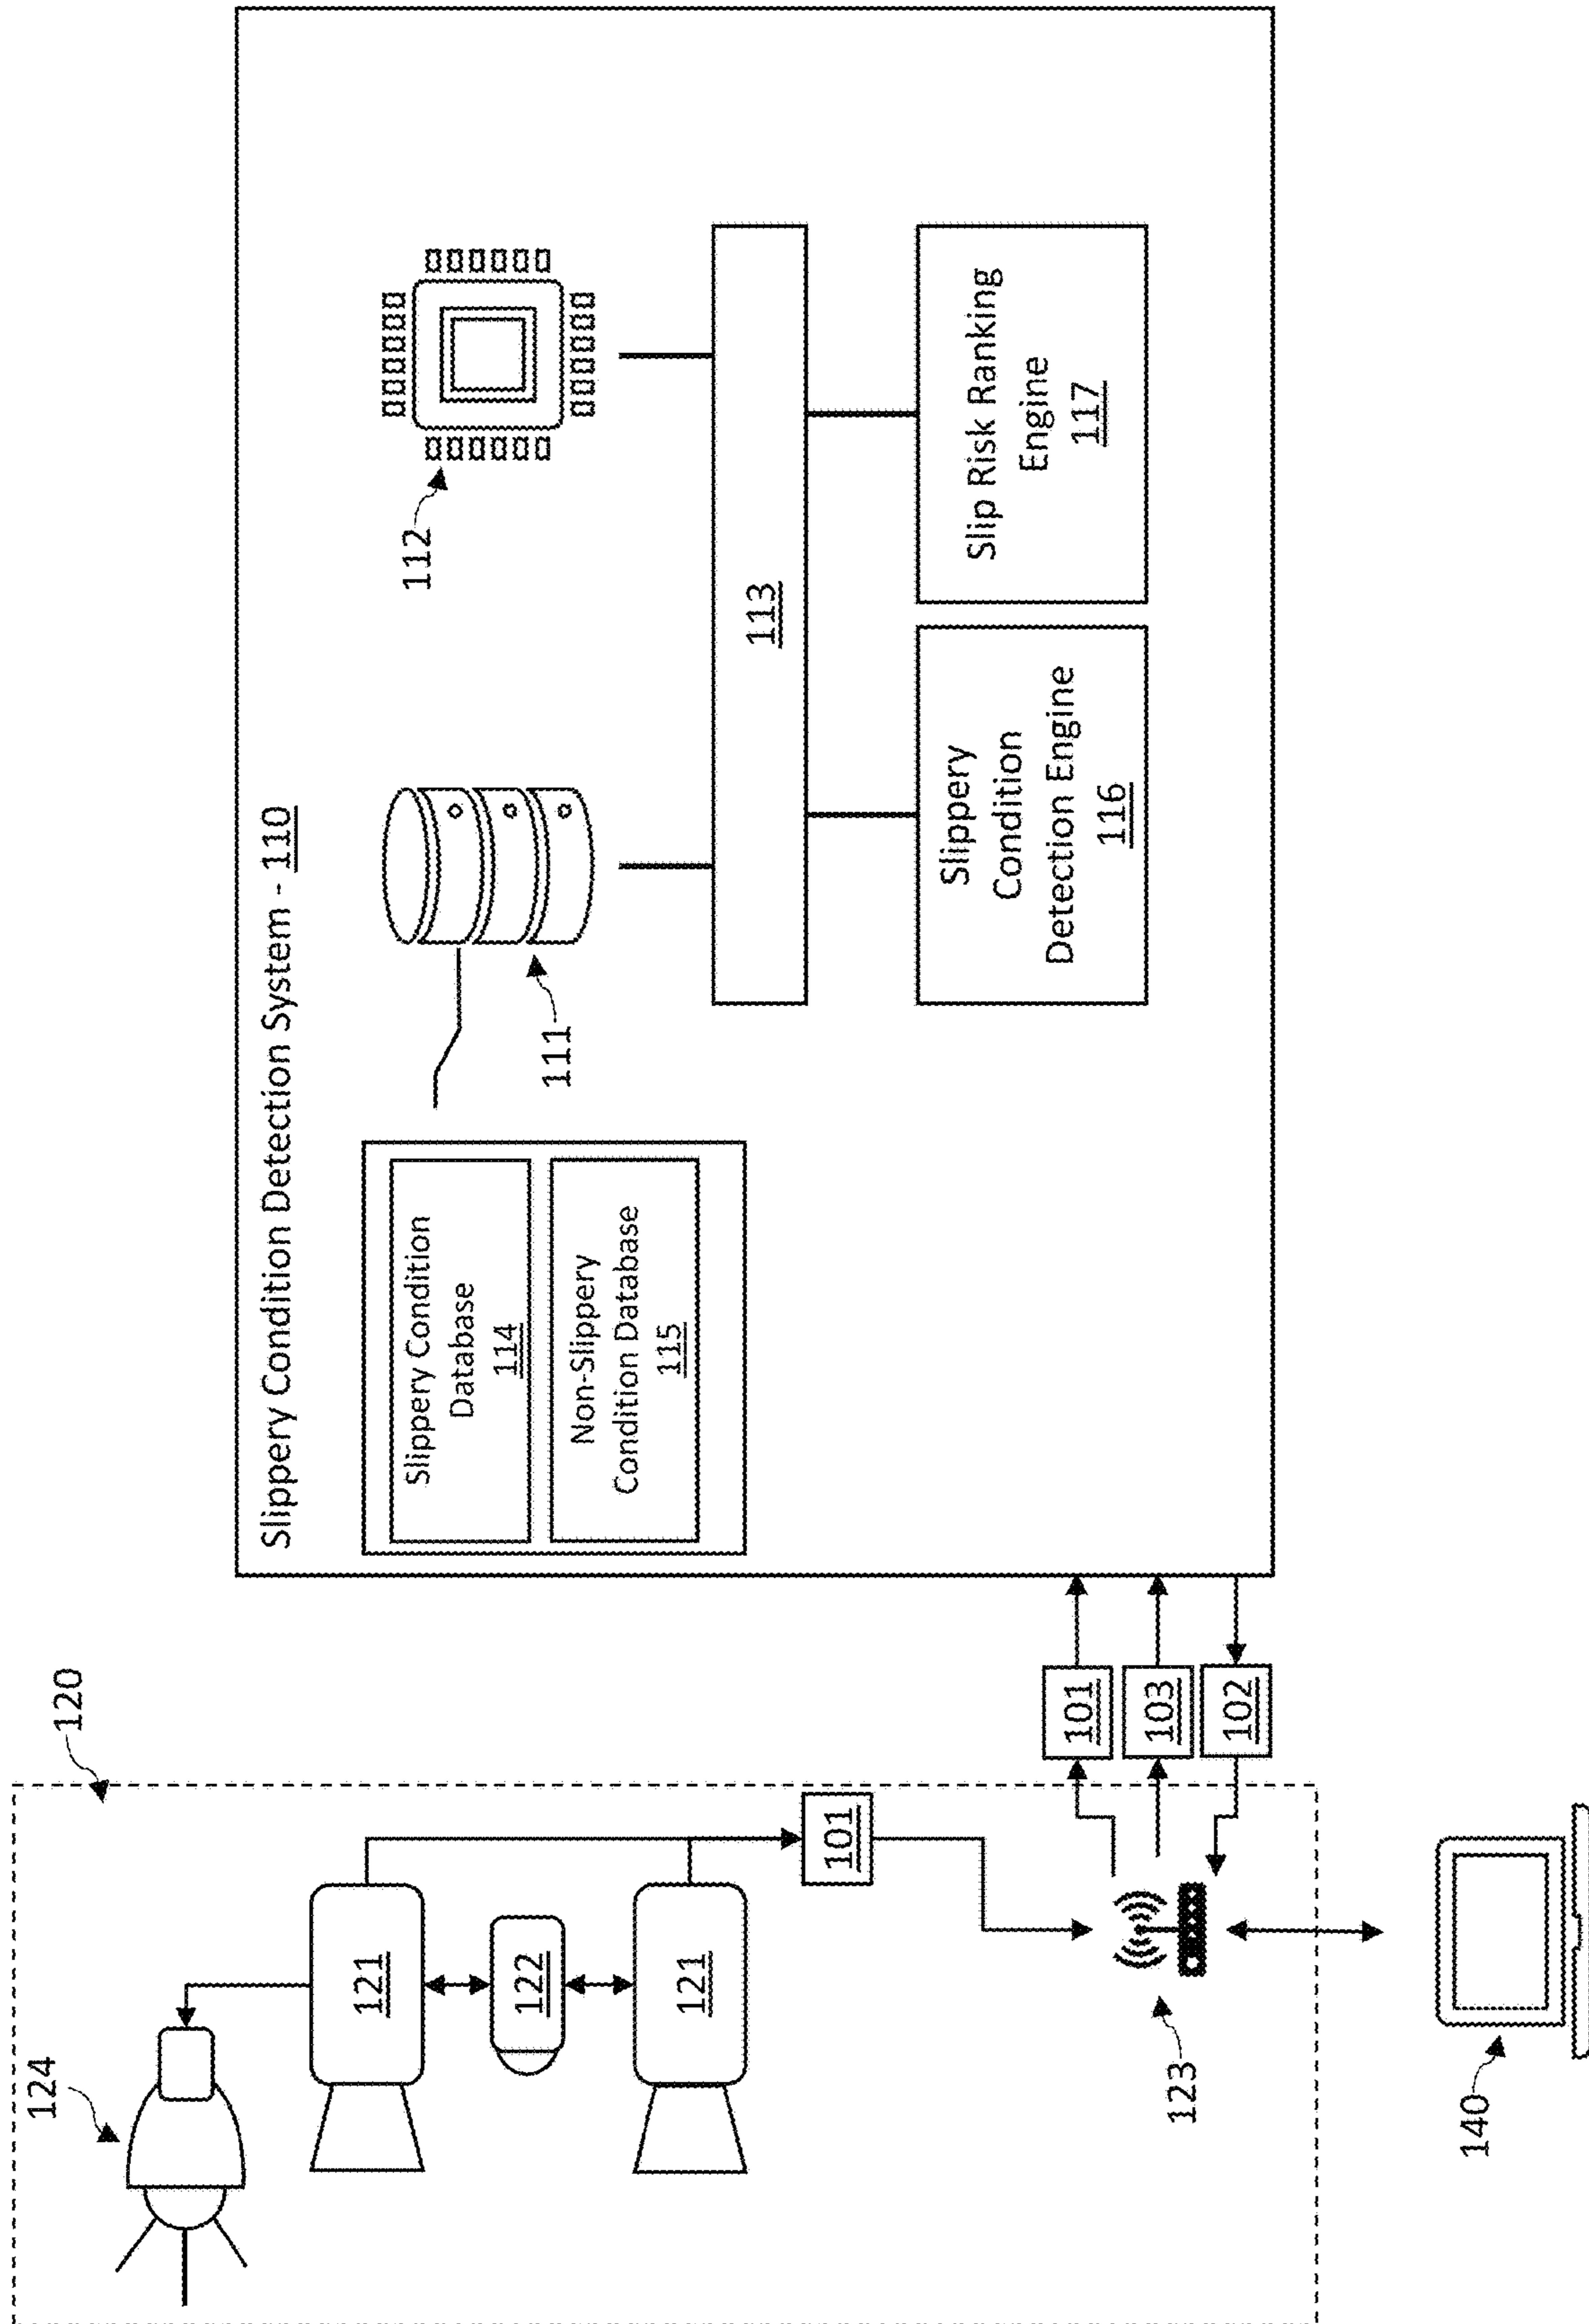 Slippery Condition Detection System - 110
Slippery Condition
Database
114
Non-Slippery
Condition Database
115
111
112
113
Slippery
Condition
Detection Engine
116
Slip Risk Ranking
Engine
117
120
124
121
122
121
101
123
101
103
102
140